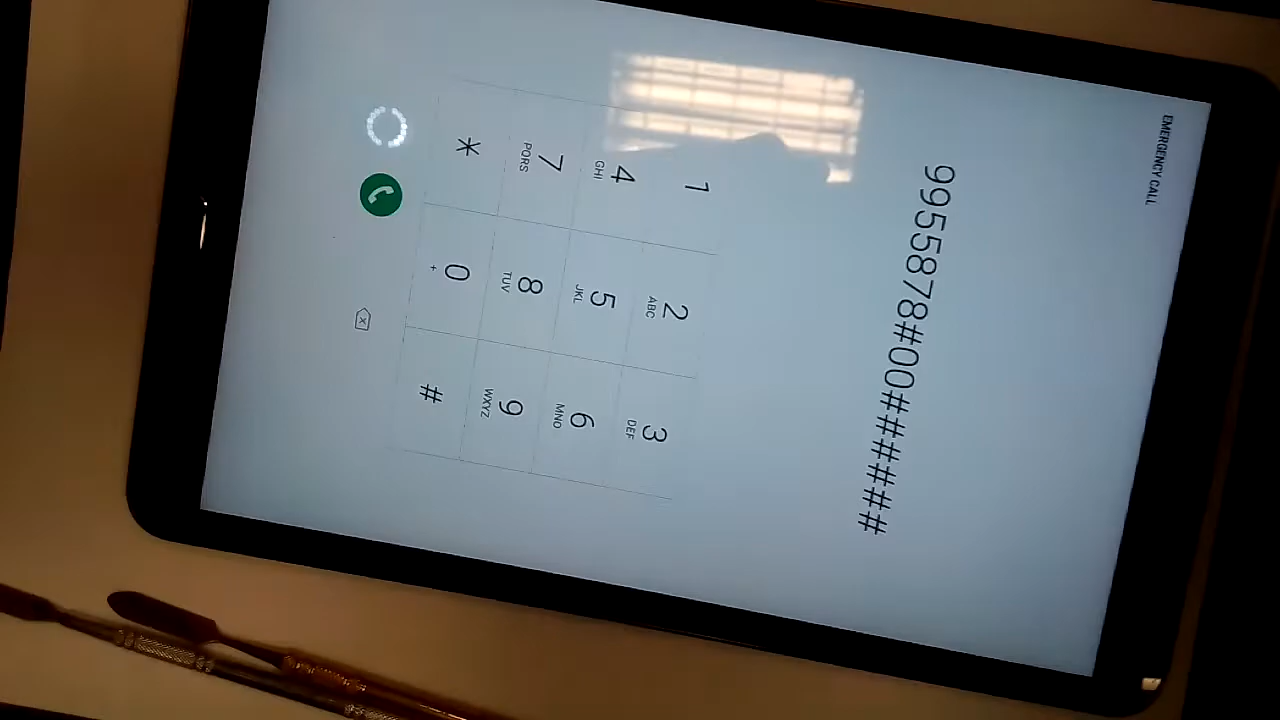 EMERGENCY CALL
9955878#00######
1 2 ABC 3 DEF
4 GHI 5 JKL 6 MNO
7 PQRS 8 TUV 9 WXYZ
* 0 + #